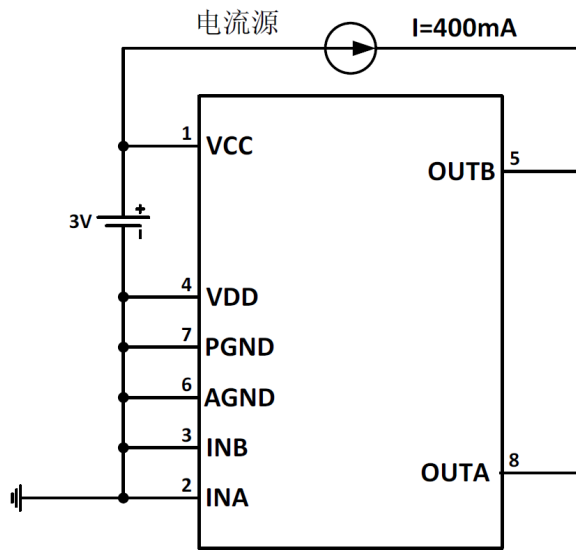 电流源 I=400mA
1 VCC
OUTB 5
3V
4 VDD
7 PGND
6 AGND
3 INB
OUTA 8
2 INA